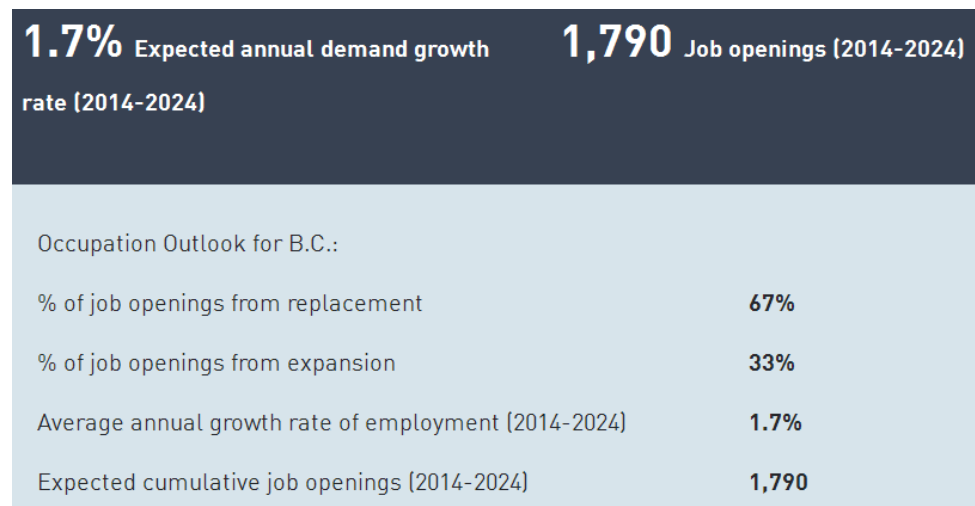 1.7% Expected annual demand growth
rate (2014-2024)
1,790 Job openings (2014-2024)
Occupation Outlook for B.C.:
% of job openings from replacement 67%
% of job openings from expansion 33%
Average annual growth rate of employment (2014-2024) 1.7%
Expected cumulative job openings (2014-2024) 1,790